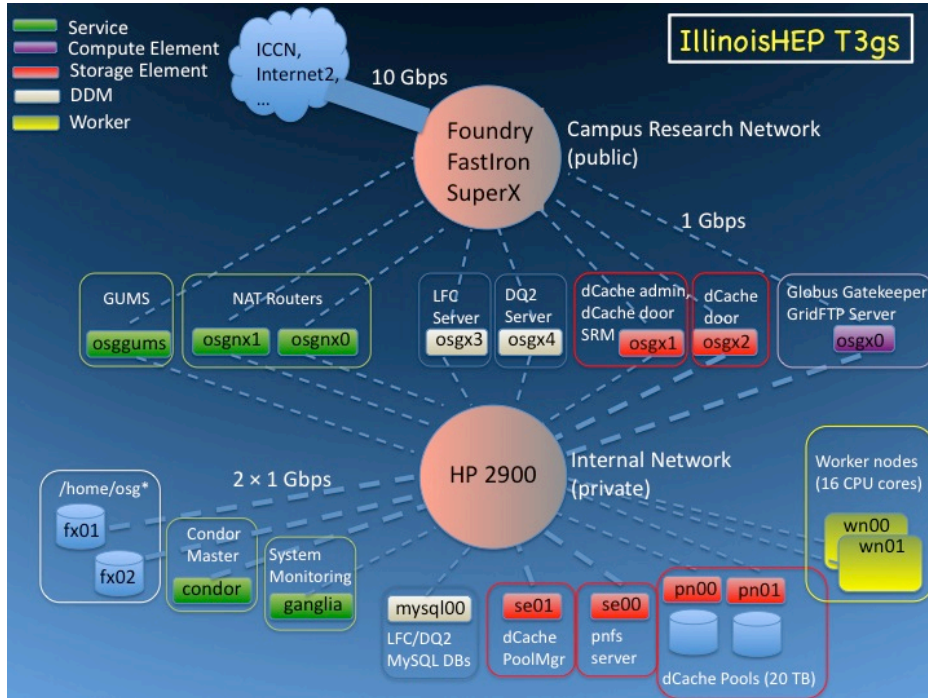 Service
Compute Element
Storage Element
DDM
Worker
ICCN,
Internet2,
...
10 Gbps
IllinoisHEP T3gs
Foundry
FastIron
SuperX
Campus Research Network
(public)
1 Gbps
GUMS
osggums
NAT Routers
osgnx1
osgnx0
LFC
Server
osgx3
DQ2
Server
osgx4
dCache admin,
dCache door
SRM
osgx1
dCache
door
osgx2
Globus Gatekeeper
GridFTP Server
osgx0
HP 2900
Internal Network
(private)
2 × 1 Gbps
/home/osg*
fx01
fx02
Condor
Master
condor
System
Monitoring
ganglia
mysql00
LFC/DQ2
MySQL DBs
se01
dCache
PoolMgr
se00
pnfs
server
pn00
pn01
dCache Pools (20 TB)
Worker nodes
(16 CPU cores)
wn00
wn01